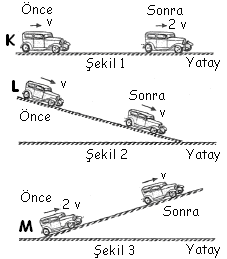 Önce Sonra
v 2 v
K
Şekil 1 Yatay
L
v
Sonra
v
Önce
Şekil 2 Yatay
v
Önce
2 v
Sonra
M
Şekil 3 Yatay